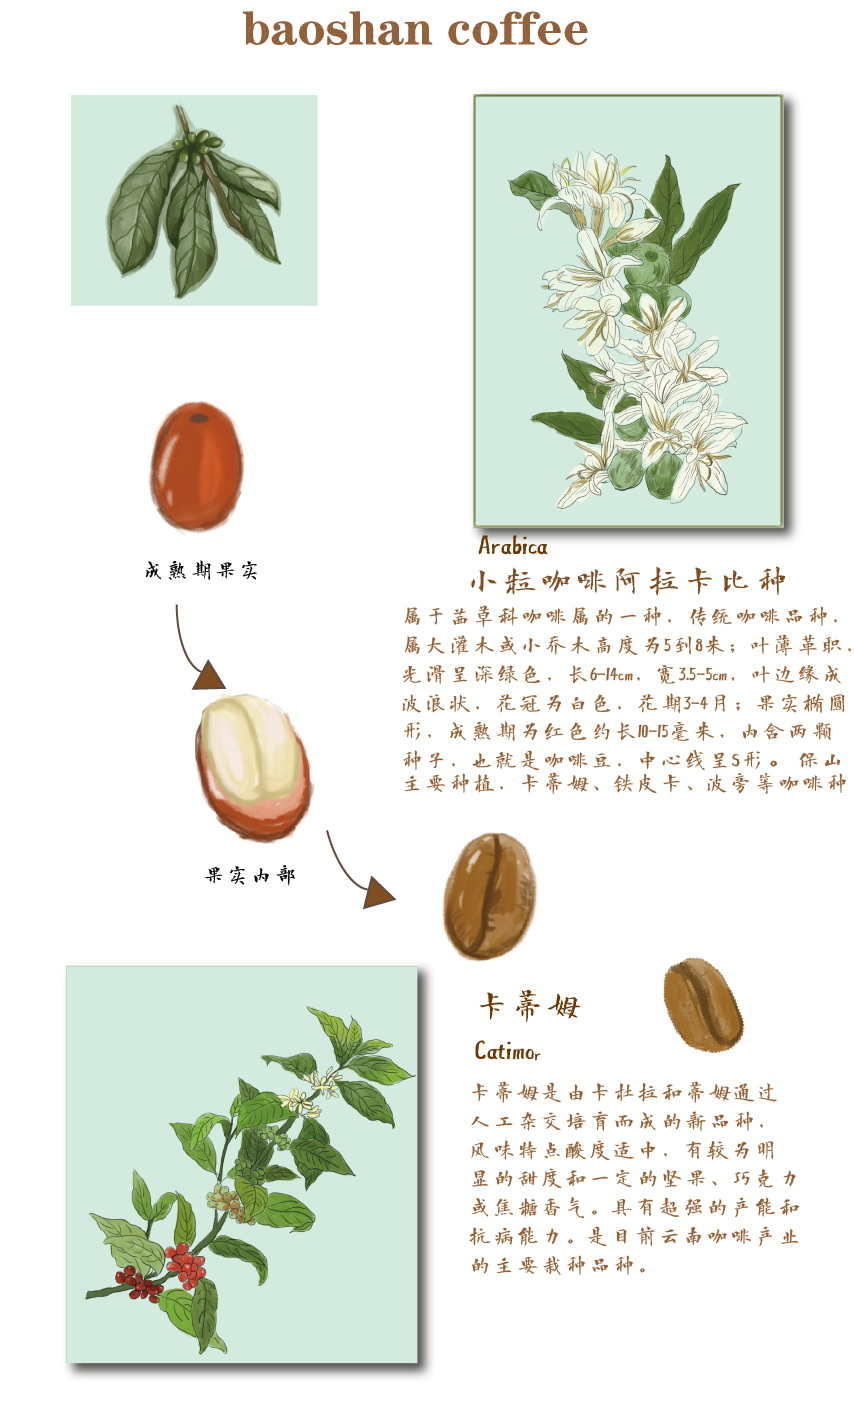 baoshan coffee
成熟期果实
果实内部
Arabica
小粒咖啡阿拉卡比种
属于茜草科咖啡属的一种，传统咖啡品种，
属大灌木或小乔木高度为5到8米；叶薄革职，
光滑呈深绿色，长6-14cm，宽3.5-5cm，叶边缘成
波浪状，花冠为白色，花期3-4月；果实椭圆
形，成熟期为红色约长10-15毫米，内含两颗
种子，也就是咖啡豆，中心线呈S形。保山
主要种植，卡蒂姆、铁皮卡、波旁等咖啡种
卡蒂姆
Catimor
卡蒂姆是由卡杜拉和蒂姆通过
人工杂交培育而成的新品种，
风味特点酸度适中，有较为明
显的甜度和一定的坚果、巧克力
或焦糖香气。具有超强的产能和
抗病能力。是目前云南咖啡产业
的主要栽种品种。